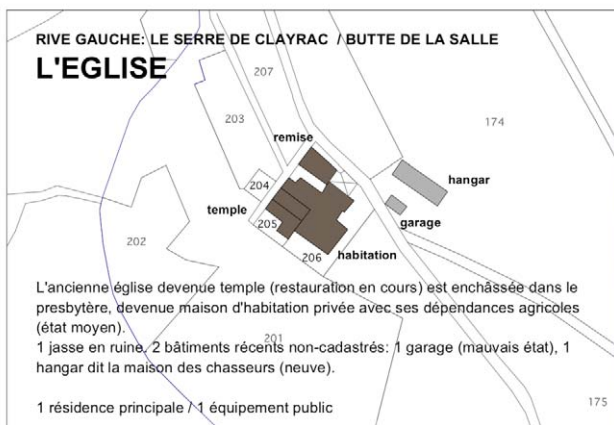 RIVE GAUCHE: LE SERRE DE CLAYRAC / BUTTE DE LA SALLE
L'EGLISE
207
203
174
remise
hangar
204
temple
garage
205
202
206
habitation
L'ancienne église devenue temple (restauration en cours) est enchâssée dans le
presbytère, devenue maison d'habitation privée avec ses dépendances agricoles
(état moyen).
201
1 jasse en ruine, 2 bâtiments récents non-cadastrés: 1 garage (mauvais état), 1
hangar dit la maison des chasseurs (neuve).
175
1 résidence principale / 1 équipement public